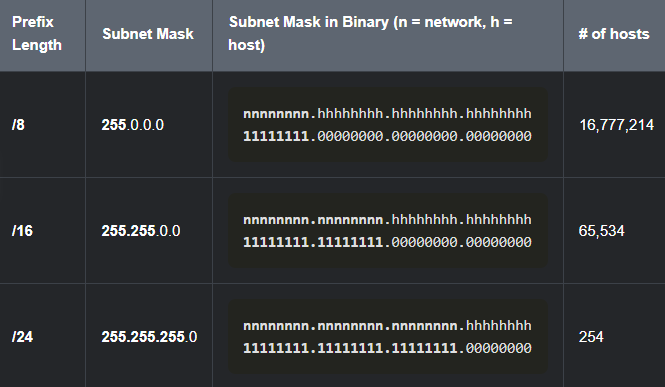 Prefix Length
Subnet Mask
Subnet Mask in Binary (n = network, h = host)
# of hosts
/8
255.0.0.0
nnnnnnnn.hhhhhhhh.hhhhhhhh.hhhhhhhh
11111111.00000000.00000000.00000000
16,777,214
/16
255.255.0.0
nnnnnnnn.nnnnnnnn.hhhhhhhh.hhhhhhhh
11111111.11111111.00000000.00000000
65,534
/24
255.255.255.0
nnnnnnnn.nnnnnnnn.nnnnnnnn.hhhhhhhh
11111111.11111111.11111111.00000000
254